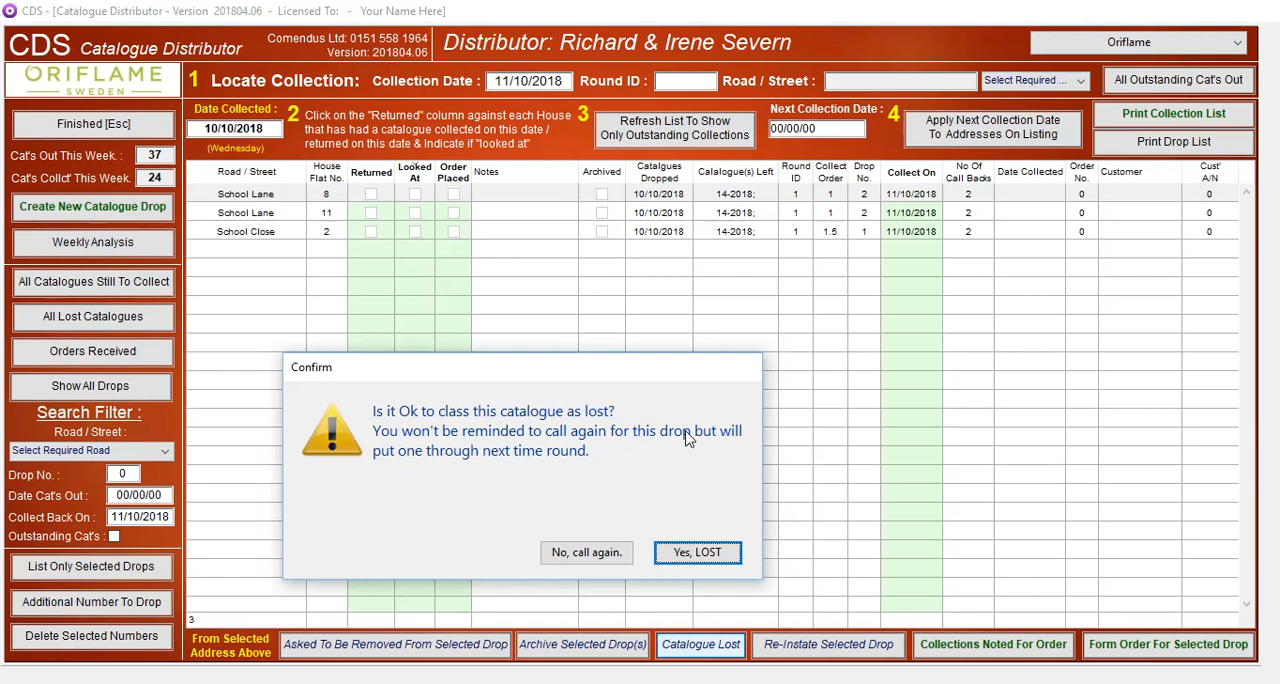 CDS - [Catalogue Distributor - Version 201804.06 - Licensed To: - Your Name Here]
CDS Catalogue Distributor
Comendus Ltd: 0151 558 1964
Version: 201804.06
Distributor: Richard & Irene Severn
Oriflame
ORIFLAME
SWEDEN
1 Locate Collection: Collection Date : 11/10/2018 Round ID : Road / Street : Select Required ... All Outstanding Cat's Out
Finished [Esc]
Cat's Out This Week. : 37
Cat's Collct' This Week. 24
Create New Catalogue Drop
Weekly Analysis
All Catalogues Still To Collect
All Lost Catalogues
Orders Received
Show All Drops
Search Filter :
Road / Street :
Select Required Road
Drop No. : 0
Date Cat's Out : 00/00/00
Collect Back On : 11/10/2018
Outstanding Cat's :
List Only Selected Drops
Additional Number To Drop
Delete Selected Numbers
Date Collected :
10/10/2018
(Wednesday)
2 Click on the "Returned" column against each House
that has had a catalogue collected on this date /
returned on this date & Indicate if "looked at"
3 Refresh List To Show
Only Outstanding Collections
Next Collection Date :
00/00/00
4 Apply Next Collection Date
To Addresses On Listing
Print Collection List
Print Drop List
Road / Street House Flat No. Returned Looked At Order Placed Notes Archived Catalgues Dropped Calalogue(s) Left Round ID Collect Order Drop No. Collect On No Of Call Backs Date Collected Order No. Customer Cust' A/N
School Lane 8 10/10/2018 14-2018; 1 1 2 11/10/2018 2 0 0
School Lane 11 10/10/2018 14-2018; 1 1 2 11/10/2018 2 0 0
School Close 2 10/10/2018 14-2018; 1 1.5 1 11/10/2018 2 0 0
Confirm
Is it Ok to class this catalogue as lost?
You won't be reminded to call again for this drop but will
put one through next time round.
No, call again. Yes, LOST
3
From Selected
Address Above
Asked To Be Removed From Selected Drop Archive Selected Drop(s) Catalogue Lost Re-Instate Selected Drop Collections Noted For Order Form Order For Selected Drop